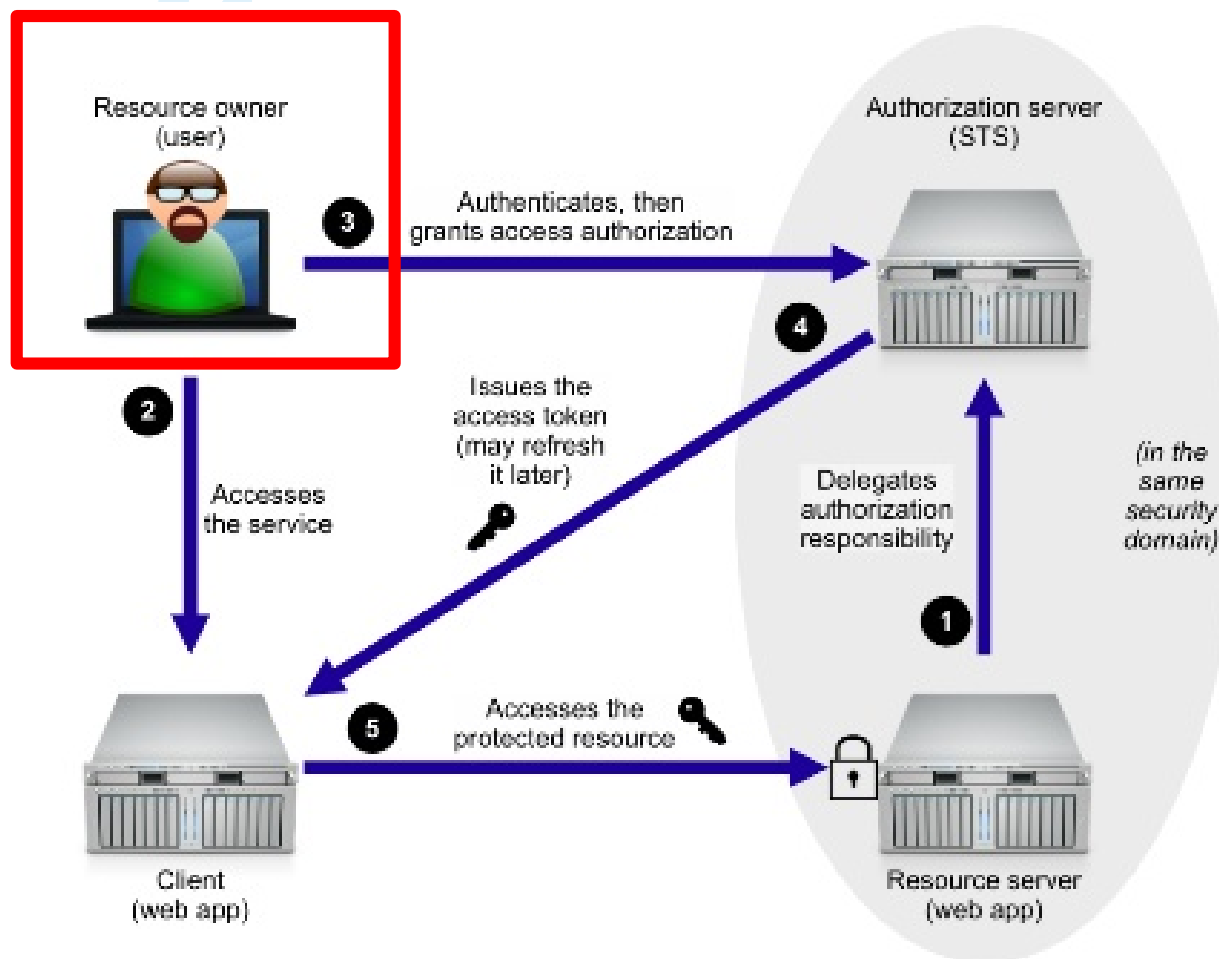 Resource owner
(user)
Authorization server
(STS)
3
Authenticates, then
grants access authorization
4
2
Issues the
access token
(may refresh
it later)
Accesses
the service
Delegates
authorization
responsibility
(in the
same
security
domain)
1
5
Accesses the
protected resource
Client
(web app)
Resource server
(web app)